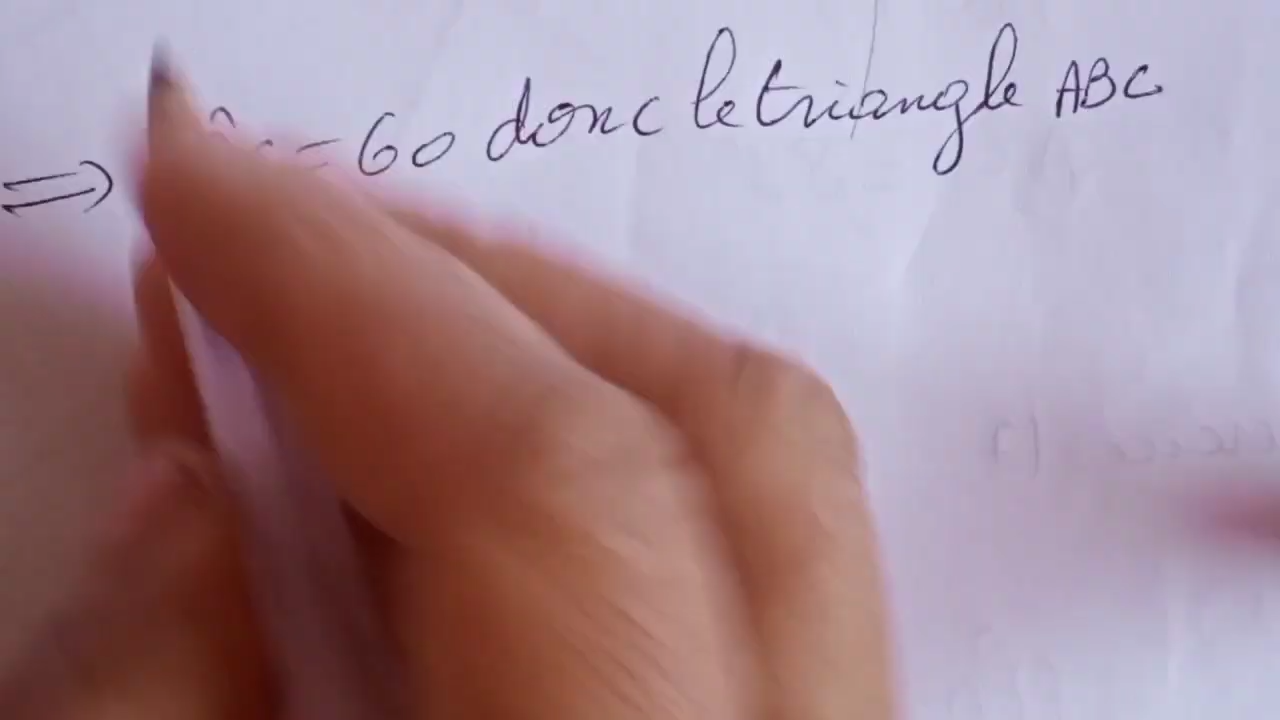 ⇒ = 60 donc le triangle ABC